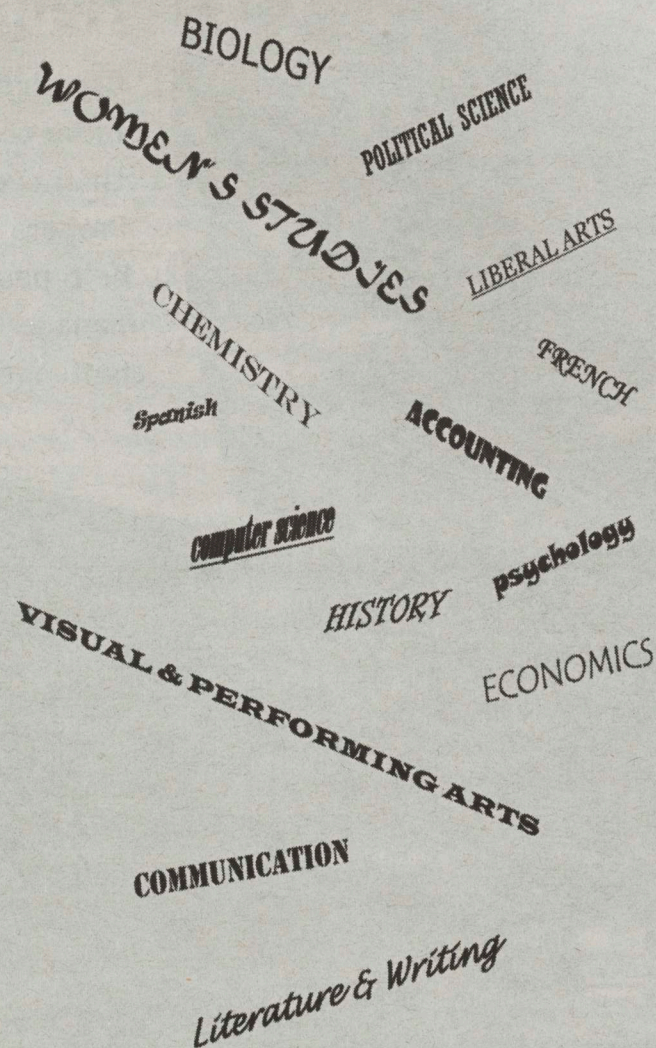 BIOLOGY
WOMEN'S STUDIES
POLITICAL SCIENCE
LIBERAL ARTS
CHEMISTRY
FRENCH
Spanish
ACCOUNTING
computer science
psychology
HISTORY
VISUAL & PERFORMING ARTS
ECONOMICS
COMMUNICATION
Literature & Writing